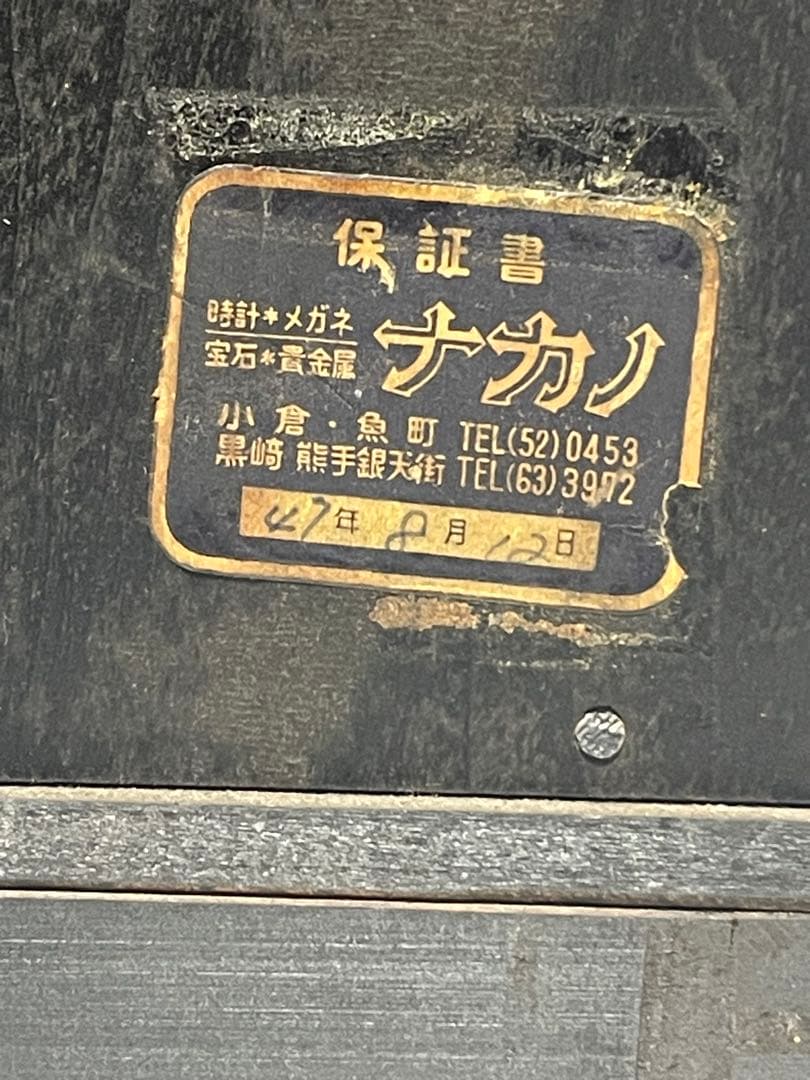 保証書
時計*メガネ
宝石*貴金属
ナカノ
小倉・魚町 TEL(52)0453
黒崎 熊手銀天街 TEL(63)3972
47年8月12日